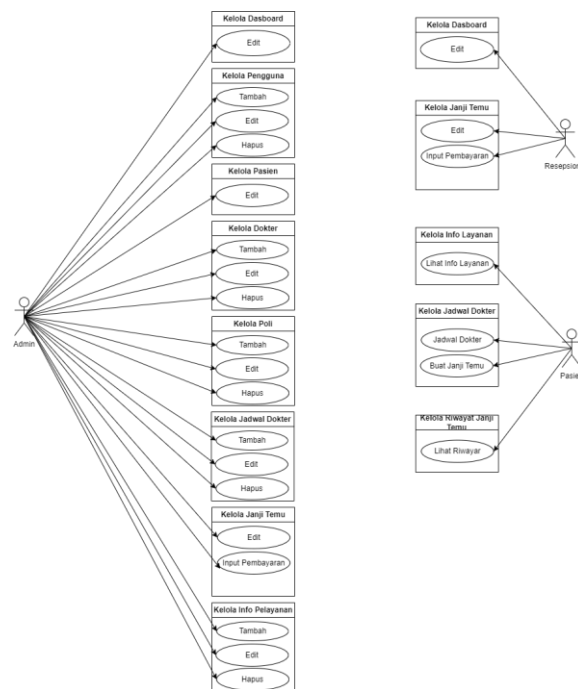 Kelola Dasboard
Edit
Kelola Pengguna
Tambah
Edit
Hapus
Kelola Pasien
Edit
Kelola Dokter
Tambah
Edit
Hapus
Admin
Kelola Poli
Tambah
Edit
Hapus
Kelola Jadwal Dokter
Tambah
Edit
Hapus
Kelola Janji Temu
Edit
Input Pembayaran
Kelola Info Pelayanan
Tambah
Edit
Hapus
Kelola Dasboard
Edit
Kelola Janji Temu
Edit
Input Pembayaran
Resepsion
Kelola Info Layanan
Lihat Info Layanan
Kelola Jadwal Dokter
Jadwal Dokter
Buat Janji Temu
Pasie
Kelola Riwayat Janji
Temu
Lihat Riwayar